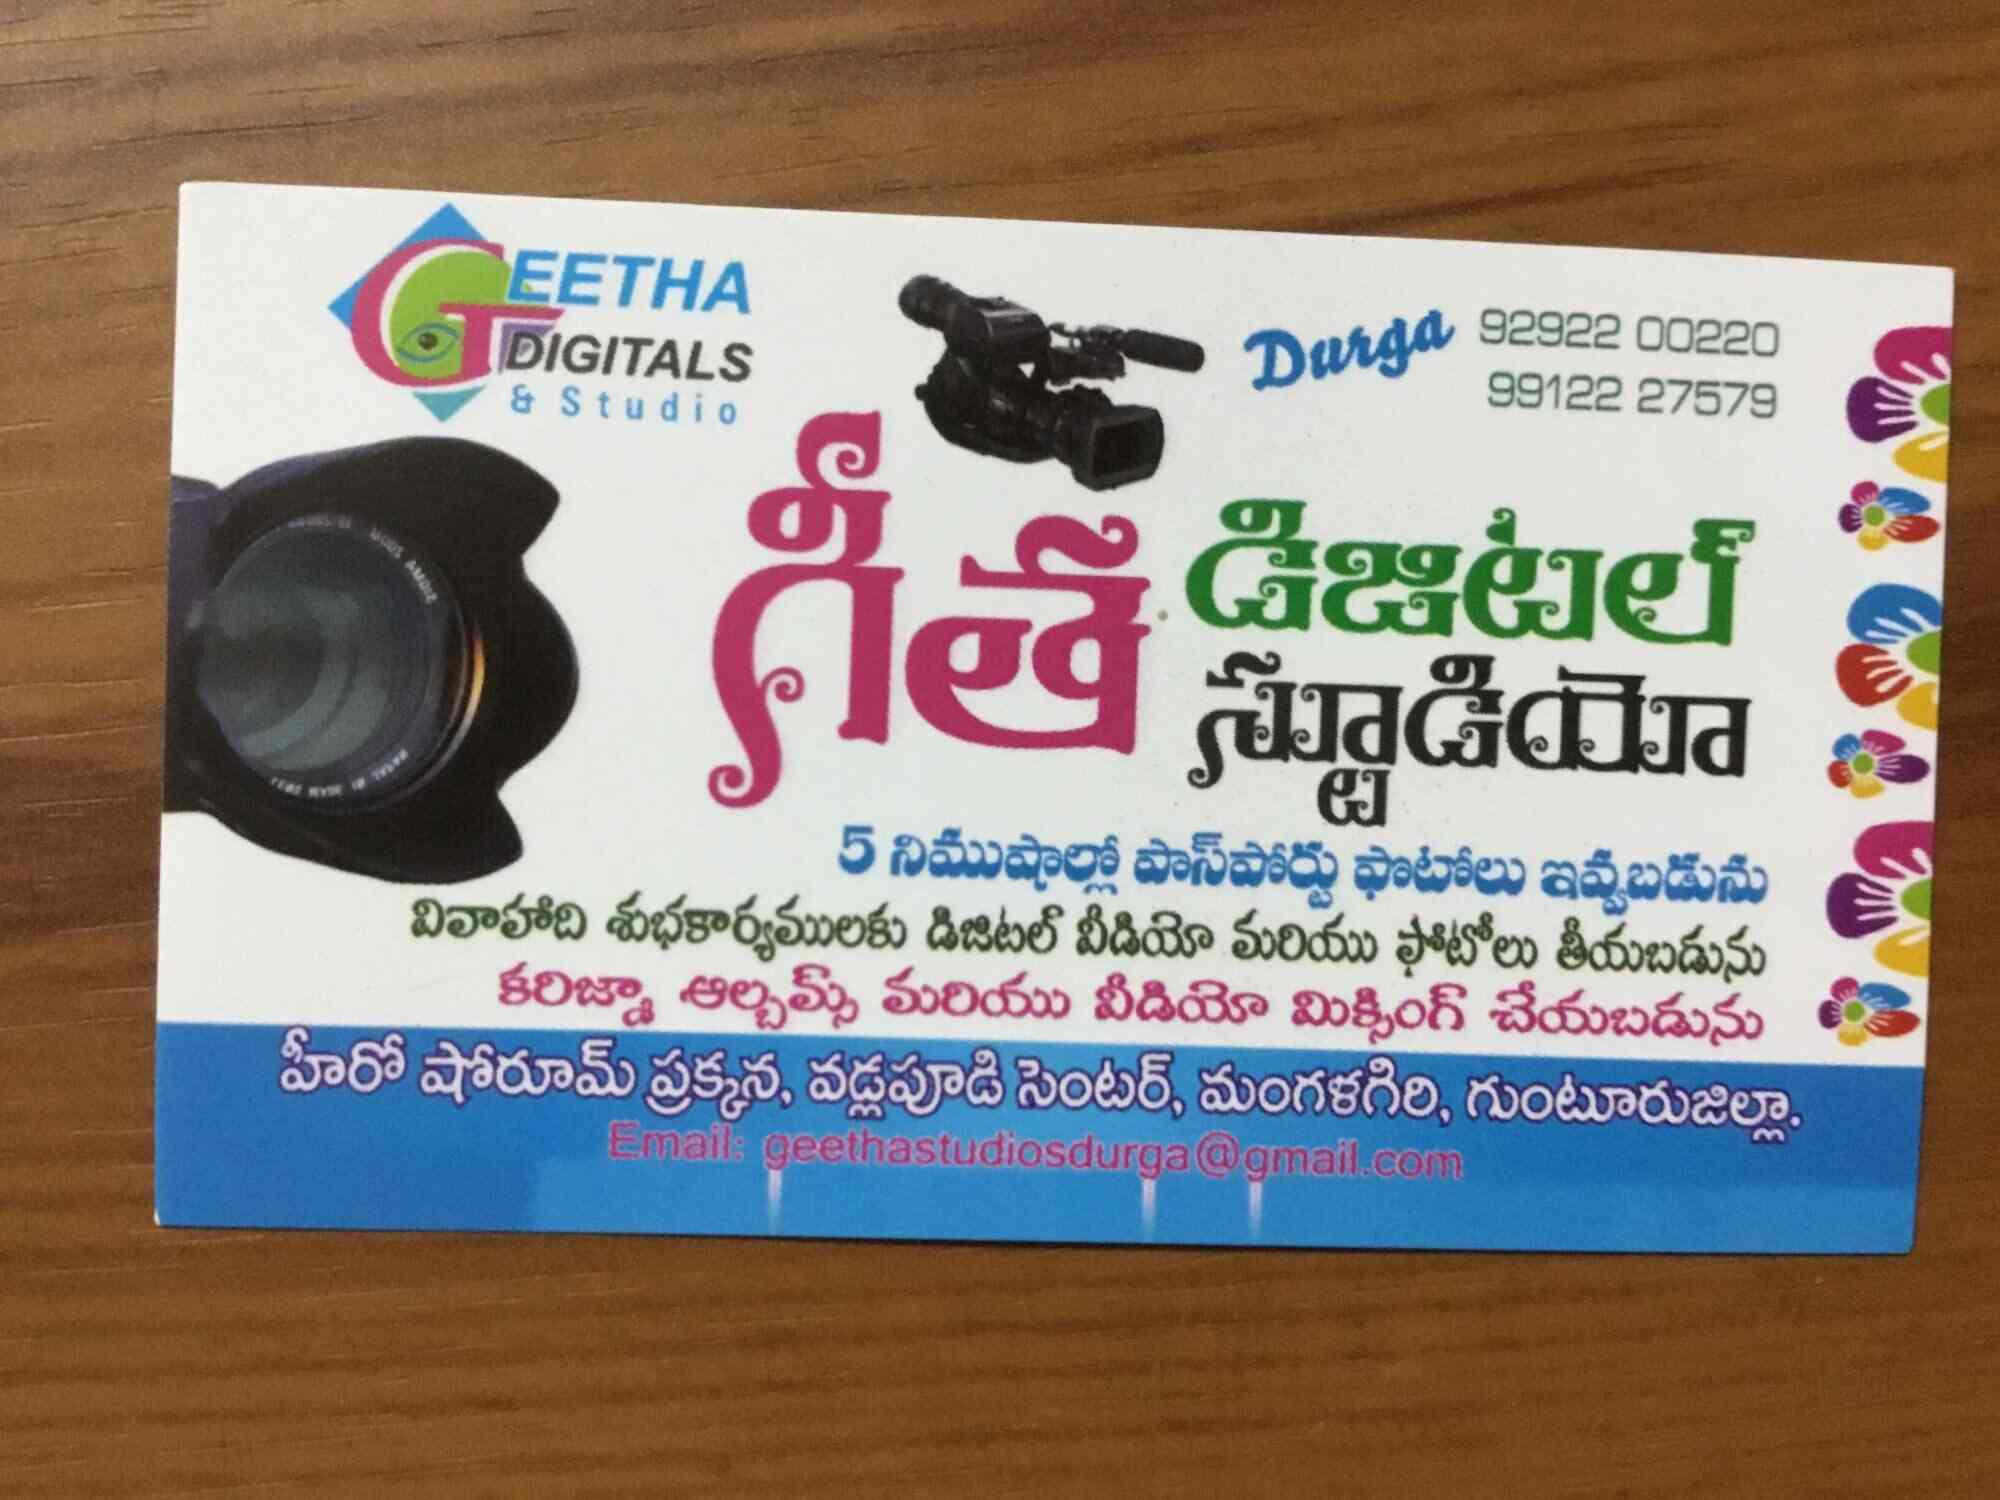 GEETHA
DIGITALS
& Studio
Durga 92922 00220
99122 27579
గీత డిజిటల్
స్టూడియో
5 నిముషాల్లో పాస్‌పోర్టు ఫొటోలు ఇవ్వబడును
వివాహాది శుభకార్యములకు డిజిటల్ వీడియో మరియు ఫోటోలు తీయబడును
కరిజ్మా ఆల్బమ్స్ మరియు వీడియో మిక్సింగ్ చేయబడును
హీరో షోరూమ్ ప్రక్కన, వడ్లపూడి సెంటర్, మంగళగిరి, గుంటూరుజిల్లా.
Email: geethastudiosdurga@gmail.com